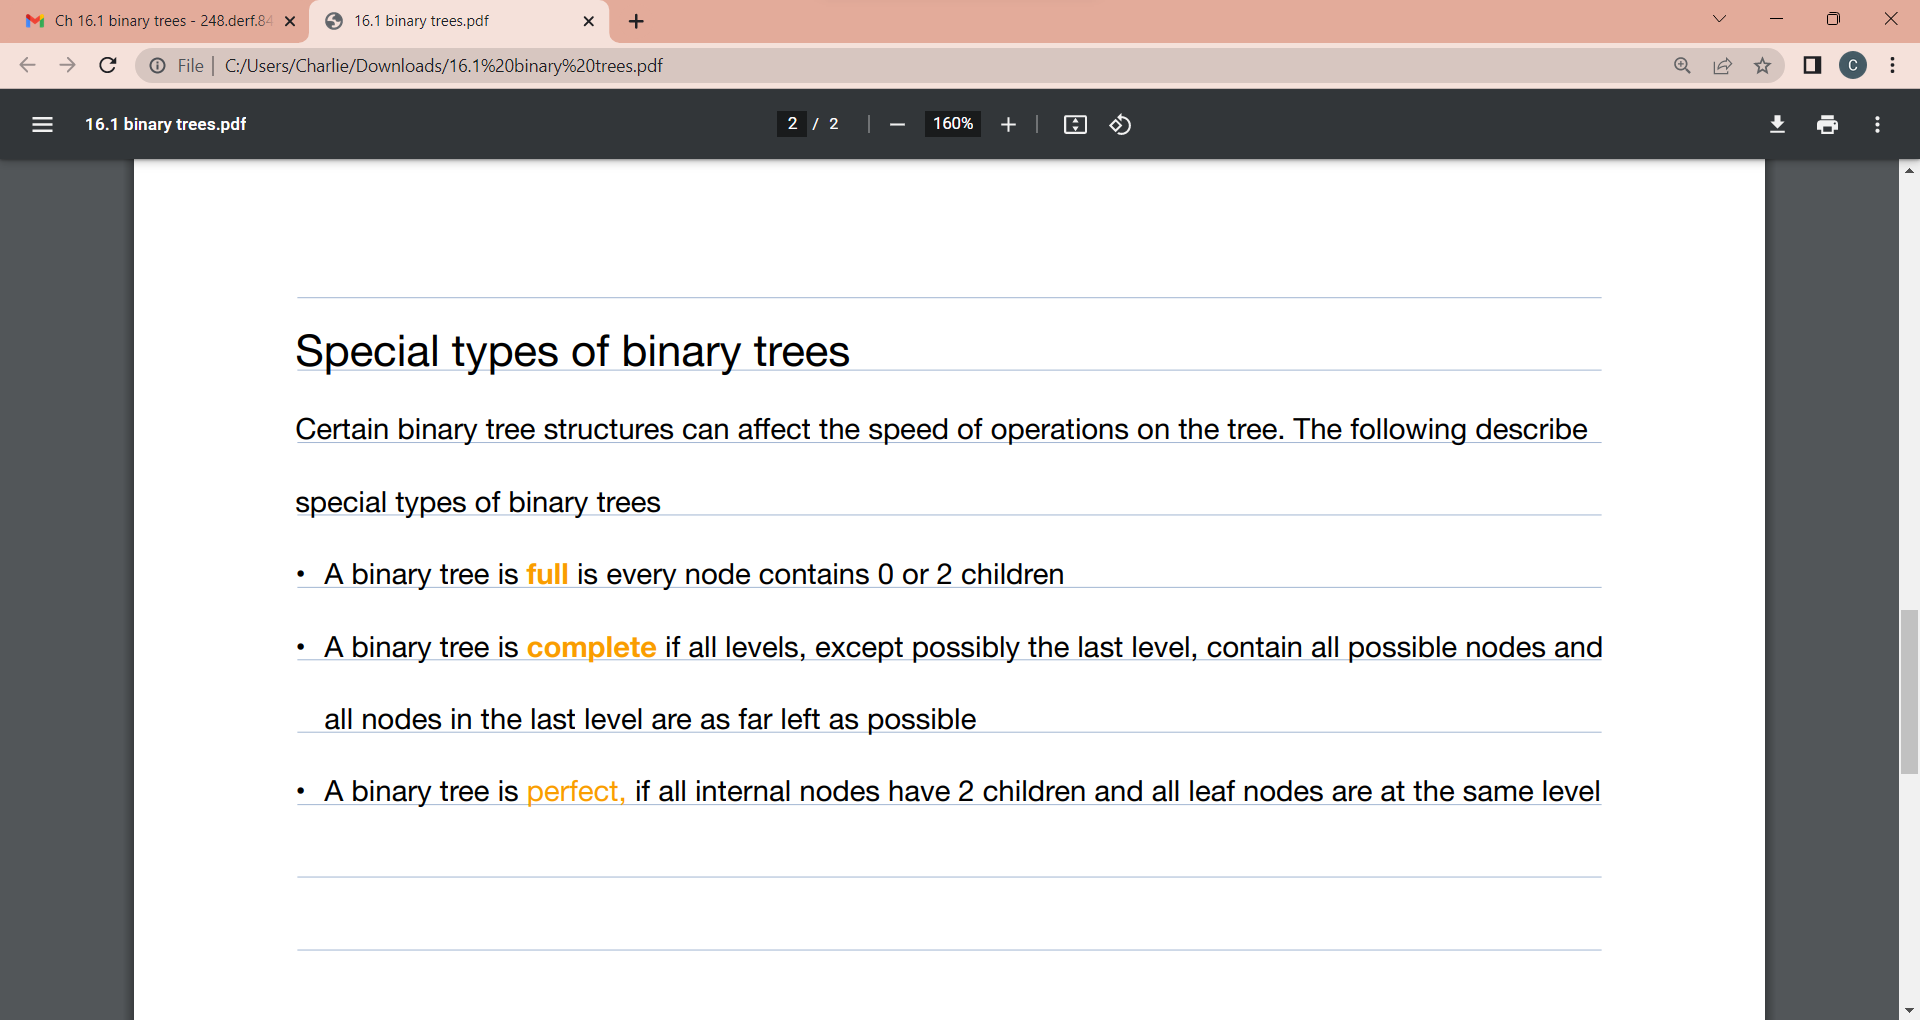 Ch 16.1 binary trees - 248.derf.84
16.1 binary trees.pdf
File | C:/Users/Charlie/Downloads/16.1%20binary%20trees.pdf
C
16.1 binary trees.pdf
2 / 2 | − 160% + |
Special types of binary trees
Certain binary tree structures can affect the speed of operations on the tree. The following describe
special types of binary trees
• A binary tree is full is every node contains 0 or 2 children
• A binary tree is complete if all levels, except possibly the last level, contain all possible nodes and
all nodes in the last level are as far left as possible
• A binary tree is perfect, if all internal nodes have 2 children and all leaf nodes are at the same level